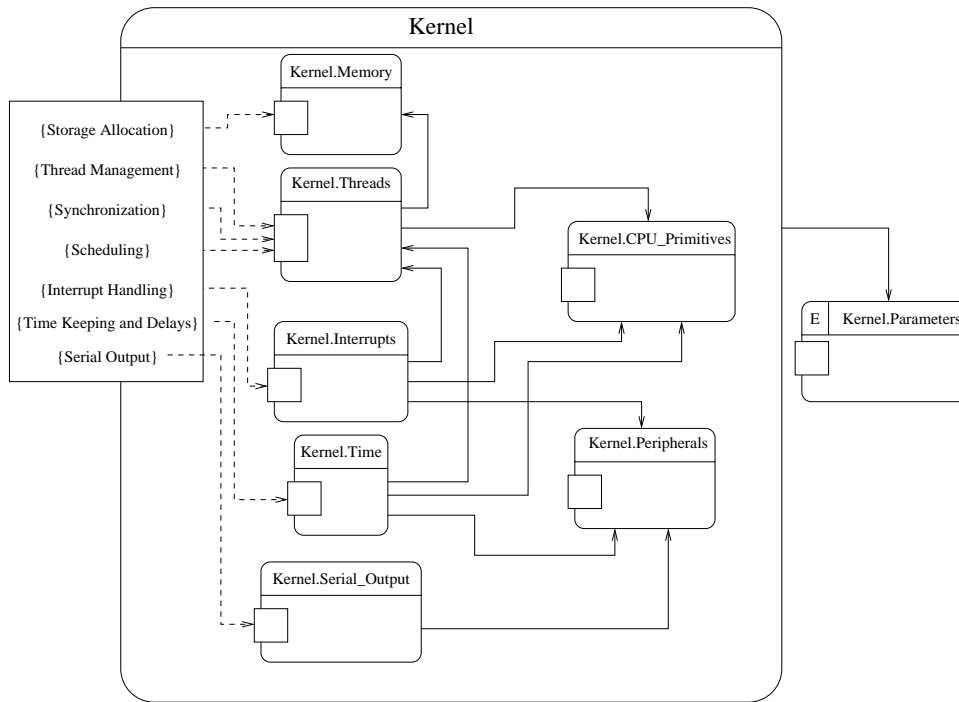 Kernel
Kernel.Memory
{Storage Allocation}
{Thread Management}
Kernel.Threads
{Synchronization}
{Scheduling}
Kernel.CPU_Primitives
{Interrupt Handling}
{Time Keeping and Delays}
E Kernel.Parameters
Kernel.Interrupts
{Serial Output}
Kernel.Peripherals
Kernel.Time
Kernel.Serial_Output